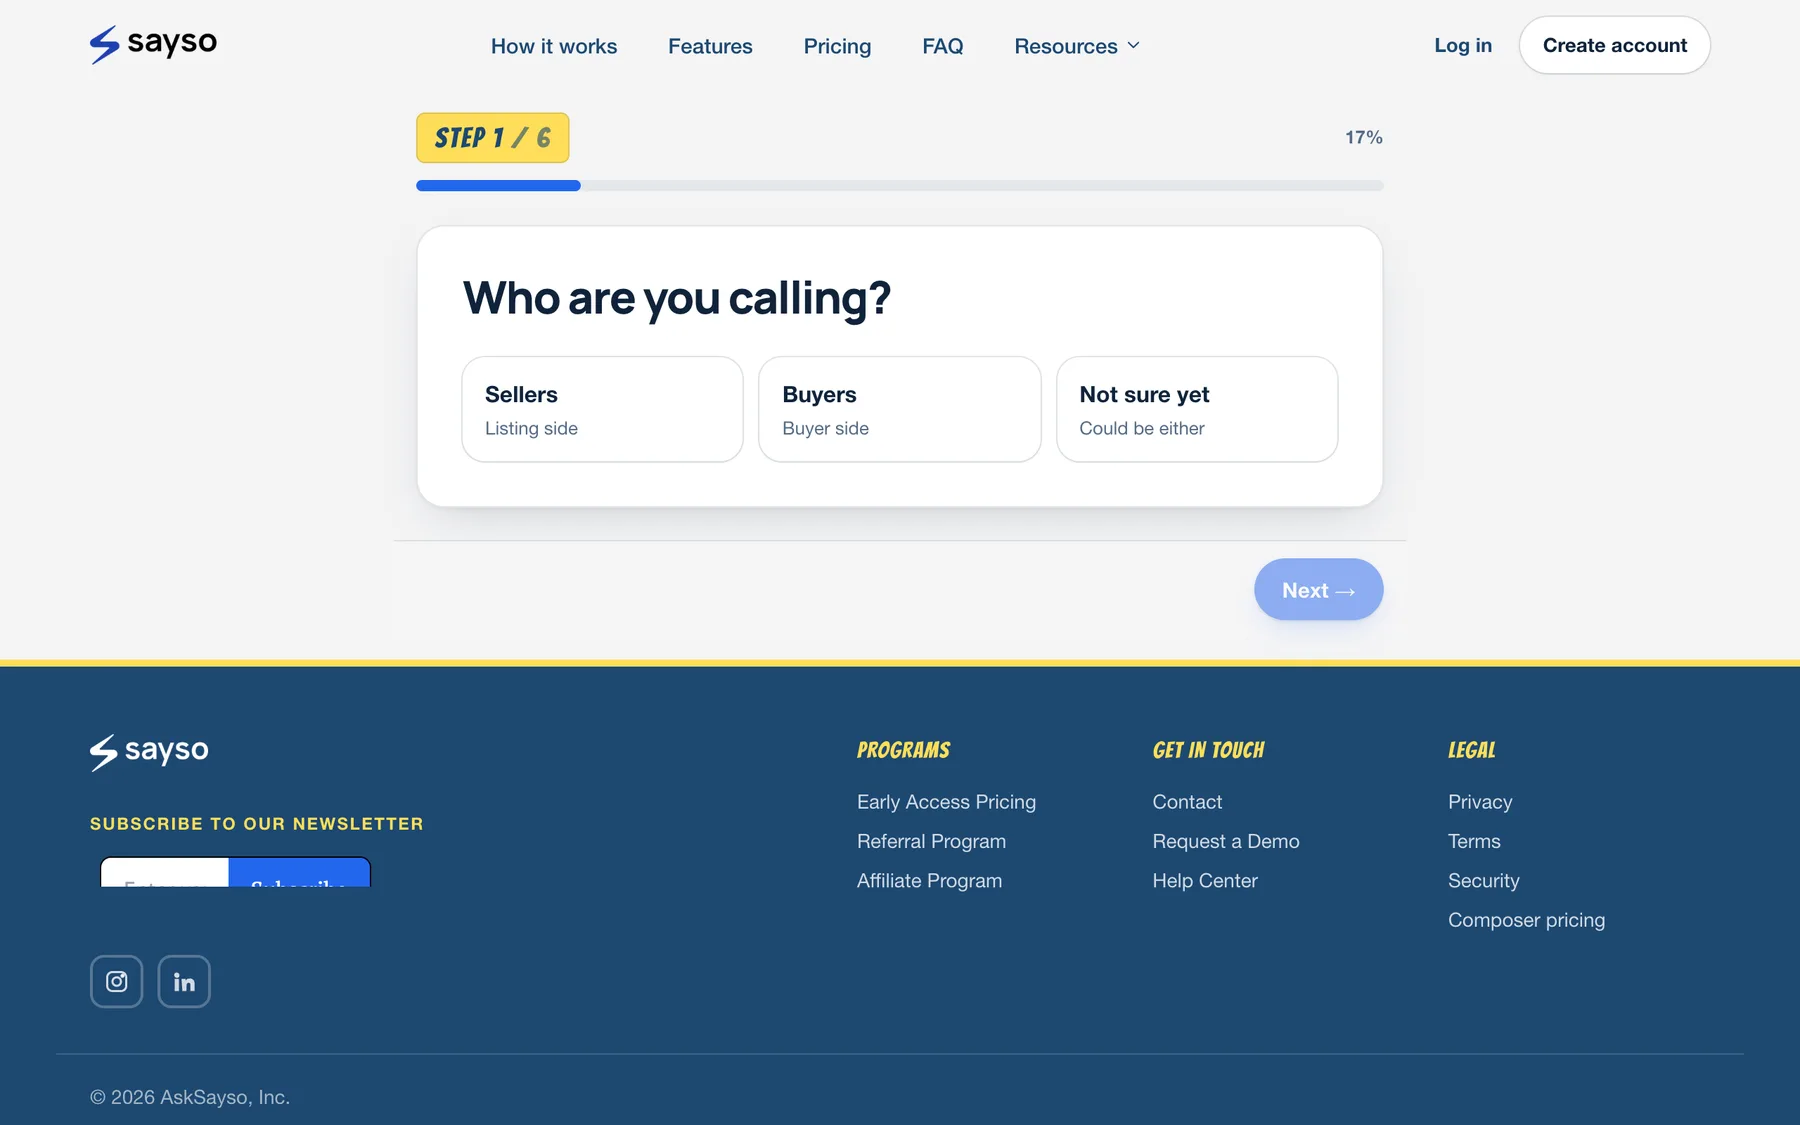 sayso
How it works
Features
Pricing
FAQ
Resources
Log in
Create account
STEP 1 / 6
17%
Who are you calling?
Sellers
Listing side
Buyers
Buyer side
Not sure yet
Could be either
Next →
sayso
SUBSCRIBE TO OUR NEWSLETTER
Subscribe
PROGRAMS
Early Access Pricing
Referral Program
Affiliate Program
GET IN TOUCH
Contact
Request a Demo
Help Center
LEGAL
Privacy
Terms
Security
Composer pricing
© 2026 AskSayso, Inc.